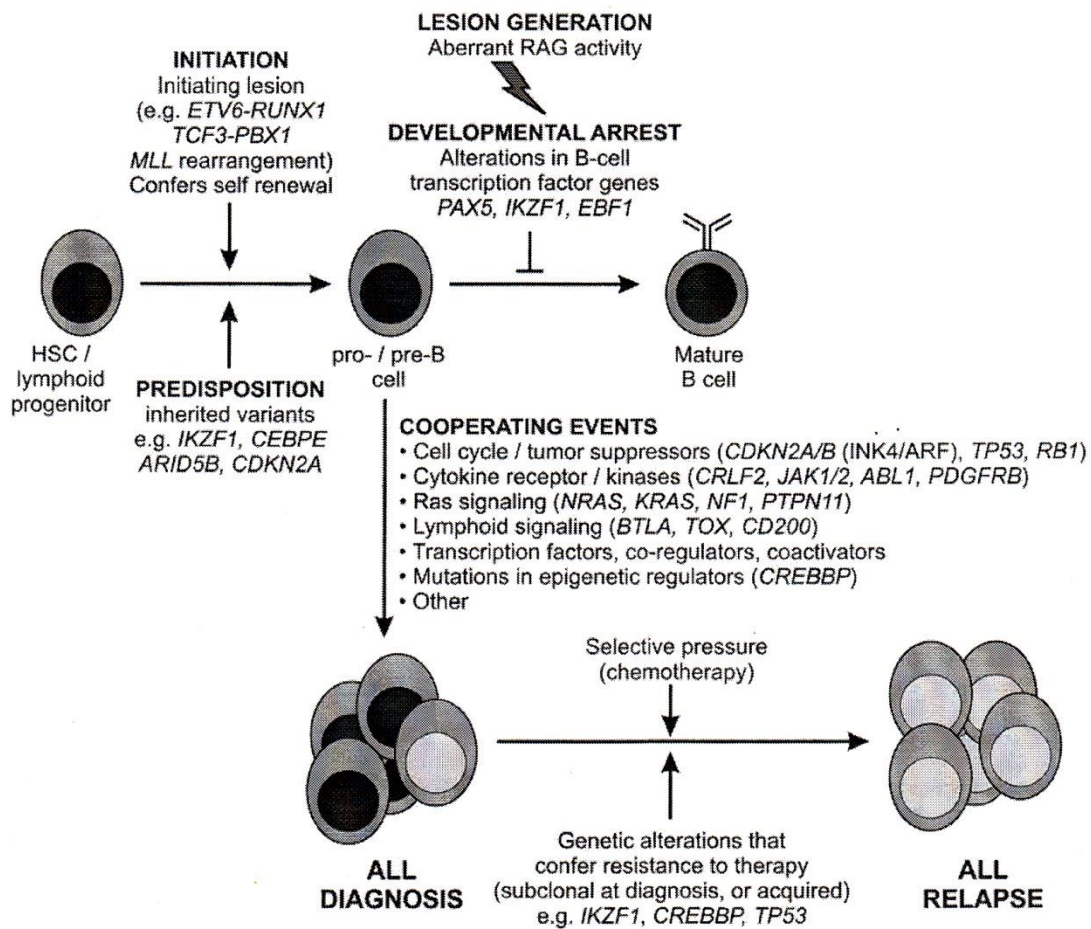 LESION GENERATION
Aberrant RAG activity
INITIATION
Initiating lesion
(e.g. ETV6-RUNX1
TCF3-PBX1
MLL rearrangement)
Confers self renewal
DEVELOPMENTAL ARREST
Alterations in B-cell
transcription factor genes
PAX5, IKZF1, EBF1
HSC /
lymphoid
progenitor
pro- / pre-B
cell
Mature
B cell
PREDISPOSITION
inherited variants
e.g. IKZF1, CEBPE
ARID5B, CDKN2A
COOPERATING EVENTS
• Cell cycle / tumor suppressors (CDKN2A/B (INK4/ARF), TP53, RB1)
• Cytokine receptor / kinases (CRLF2, JAK1/2, ABL1, PDGFRB)
• Ras signaling (NRAS, KRAS, NF1, PTPN11)
• Lymphoid signaling (BTLA, TOX, CD200)
• Transcription factors, co-regulators, coactivators
• Mutations in epigenetic regulators (CREBBP)
• Other
Selective pressure
(chemotherapy)
ALL
DIAGNOSIS
Genetic alterations that
confer resistance to therapy
(subclonal at diagnosis, or acquired)
e.g. IKZF1, CREBBP, TP53
ALL
RELAPSE